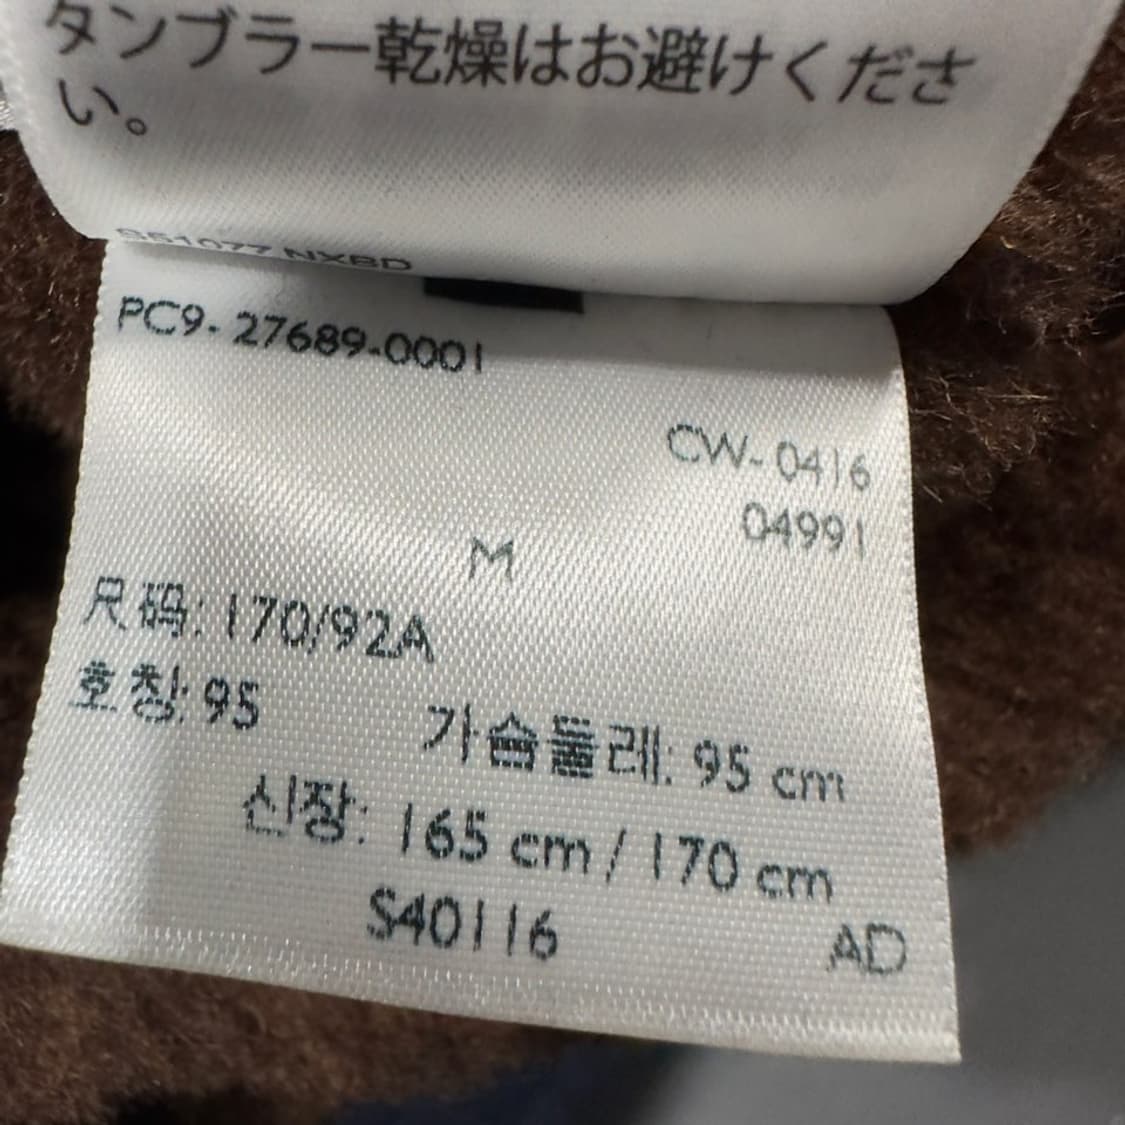 タンブラー乾燥はお避けくださ
い。
NXBD
PC9-27689-0001
CW-0416
04991
M
尺码: 170/92A
호칭: 95 가슴둘레: 95 cm
신장: 165 cm / 170 cm
S40116 AD